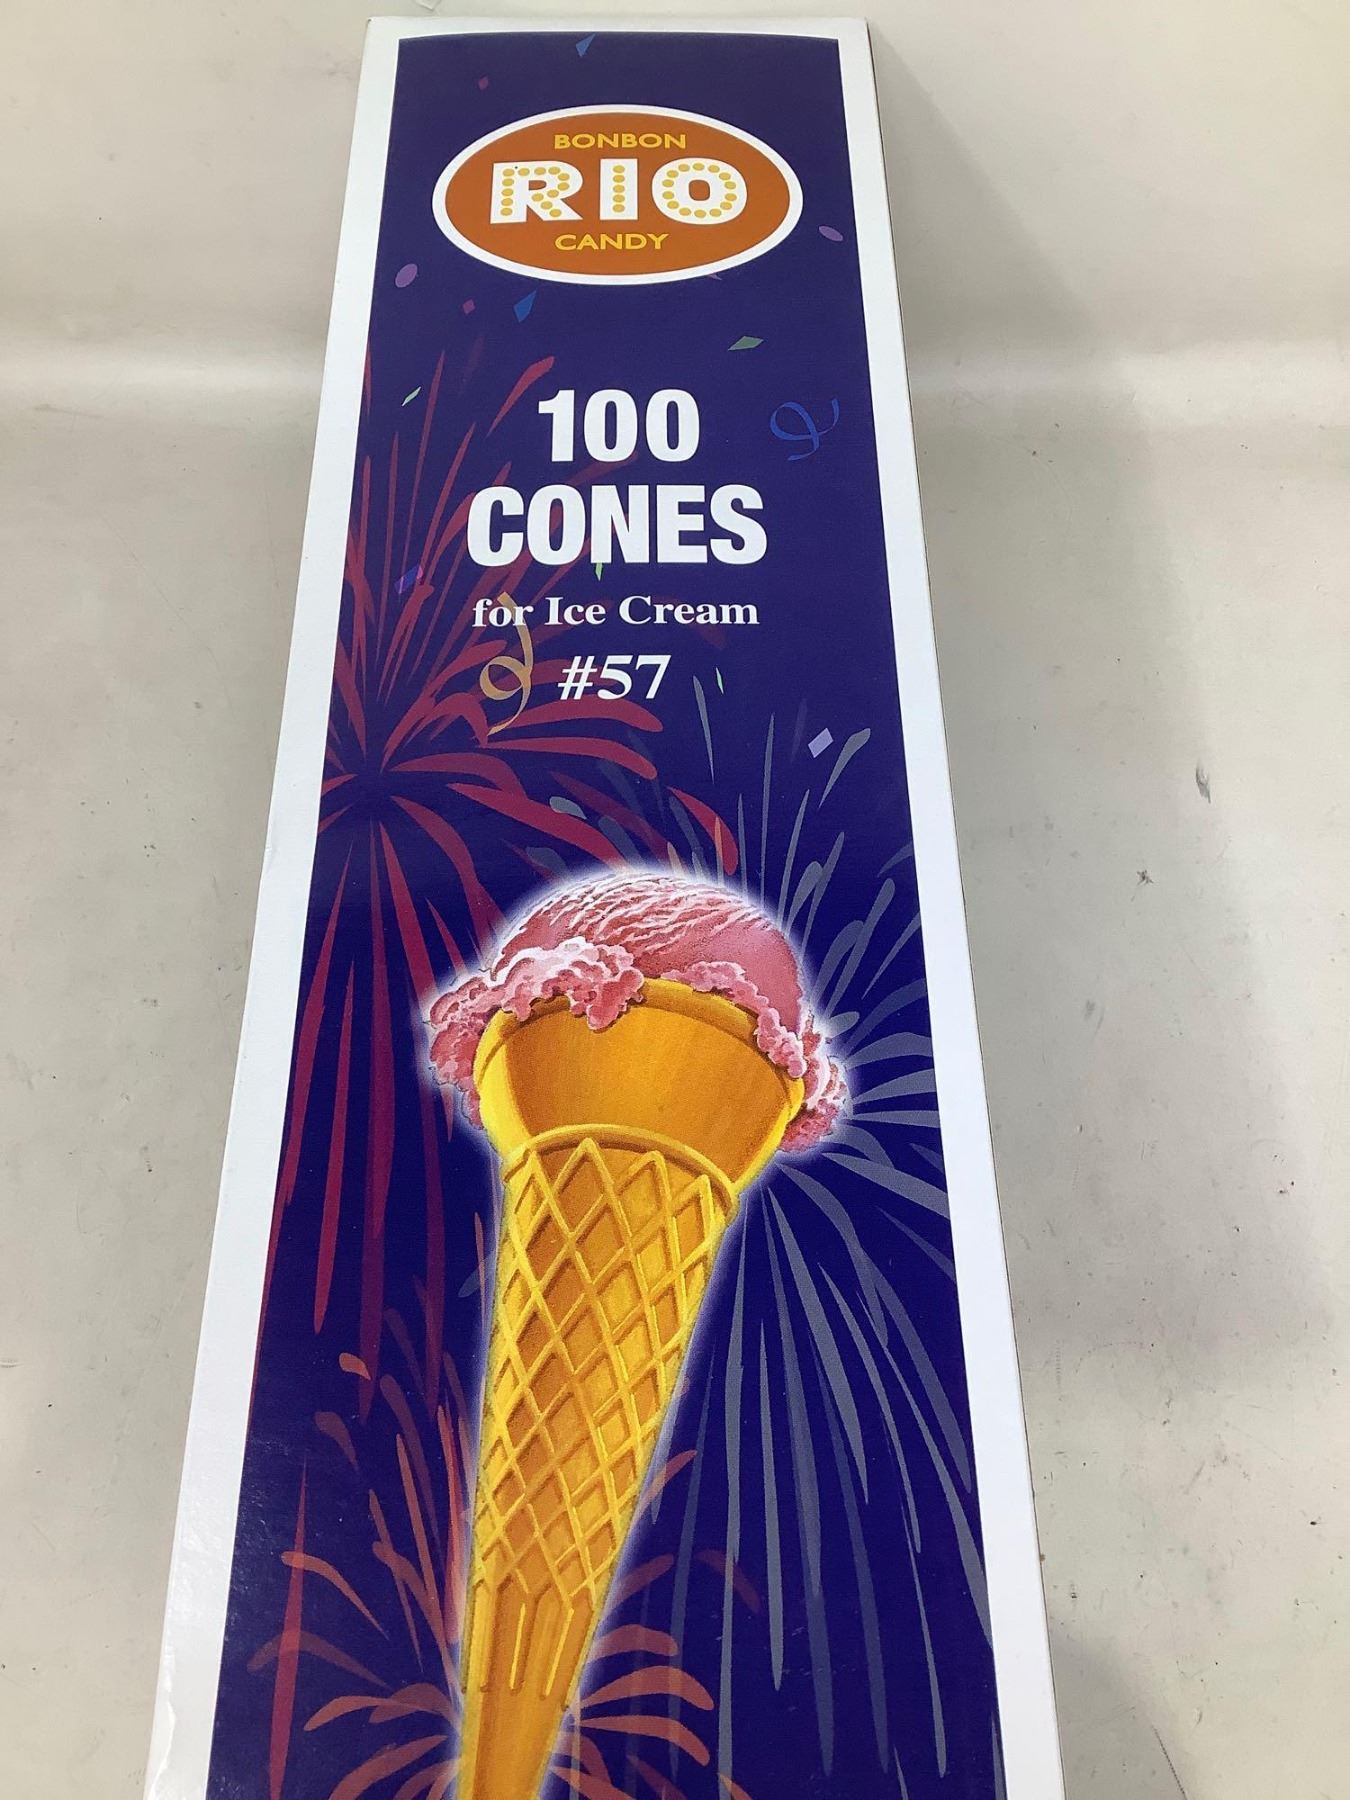 BONBON
RIO
CANDY
100
CONES
for Ice Cream
#57